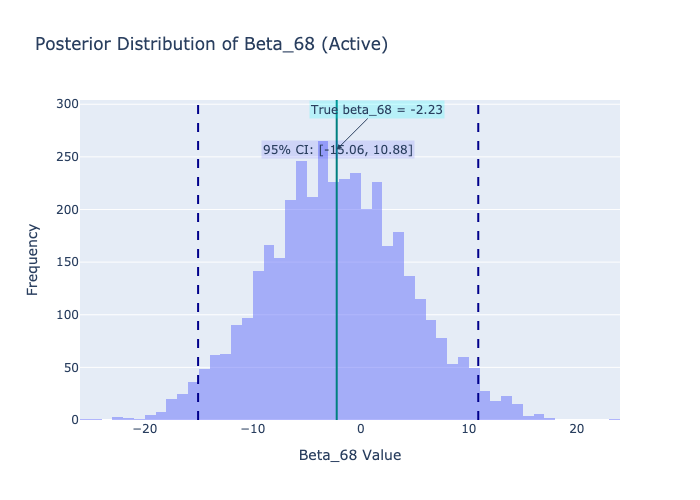 Posterior Distribution of Beta_68 (Active)
True beta_68 = -2.23
95% CI: [-15.06, 10.88]
Frequency
300
250
200
150
100
50
0
−20
−10
0
10
20
Beta_68 Value